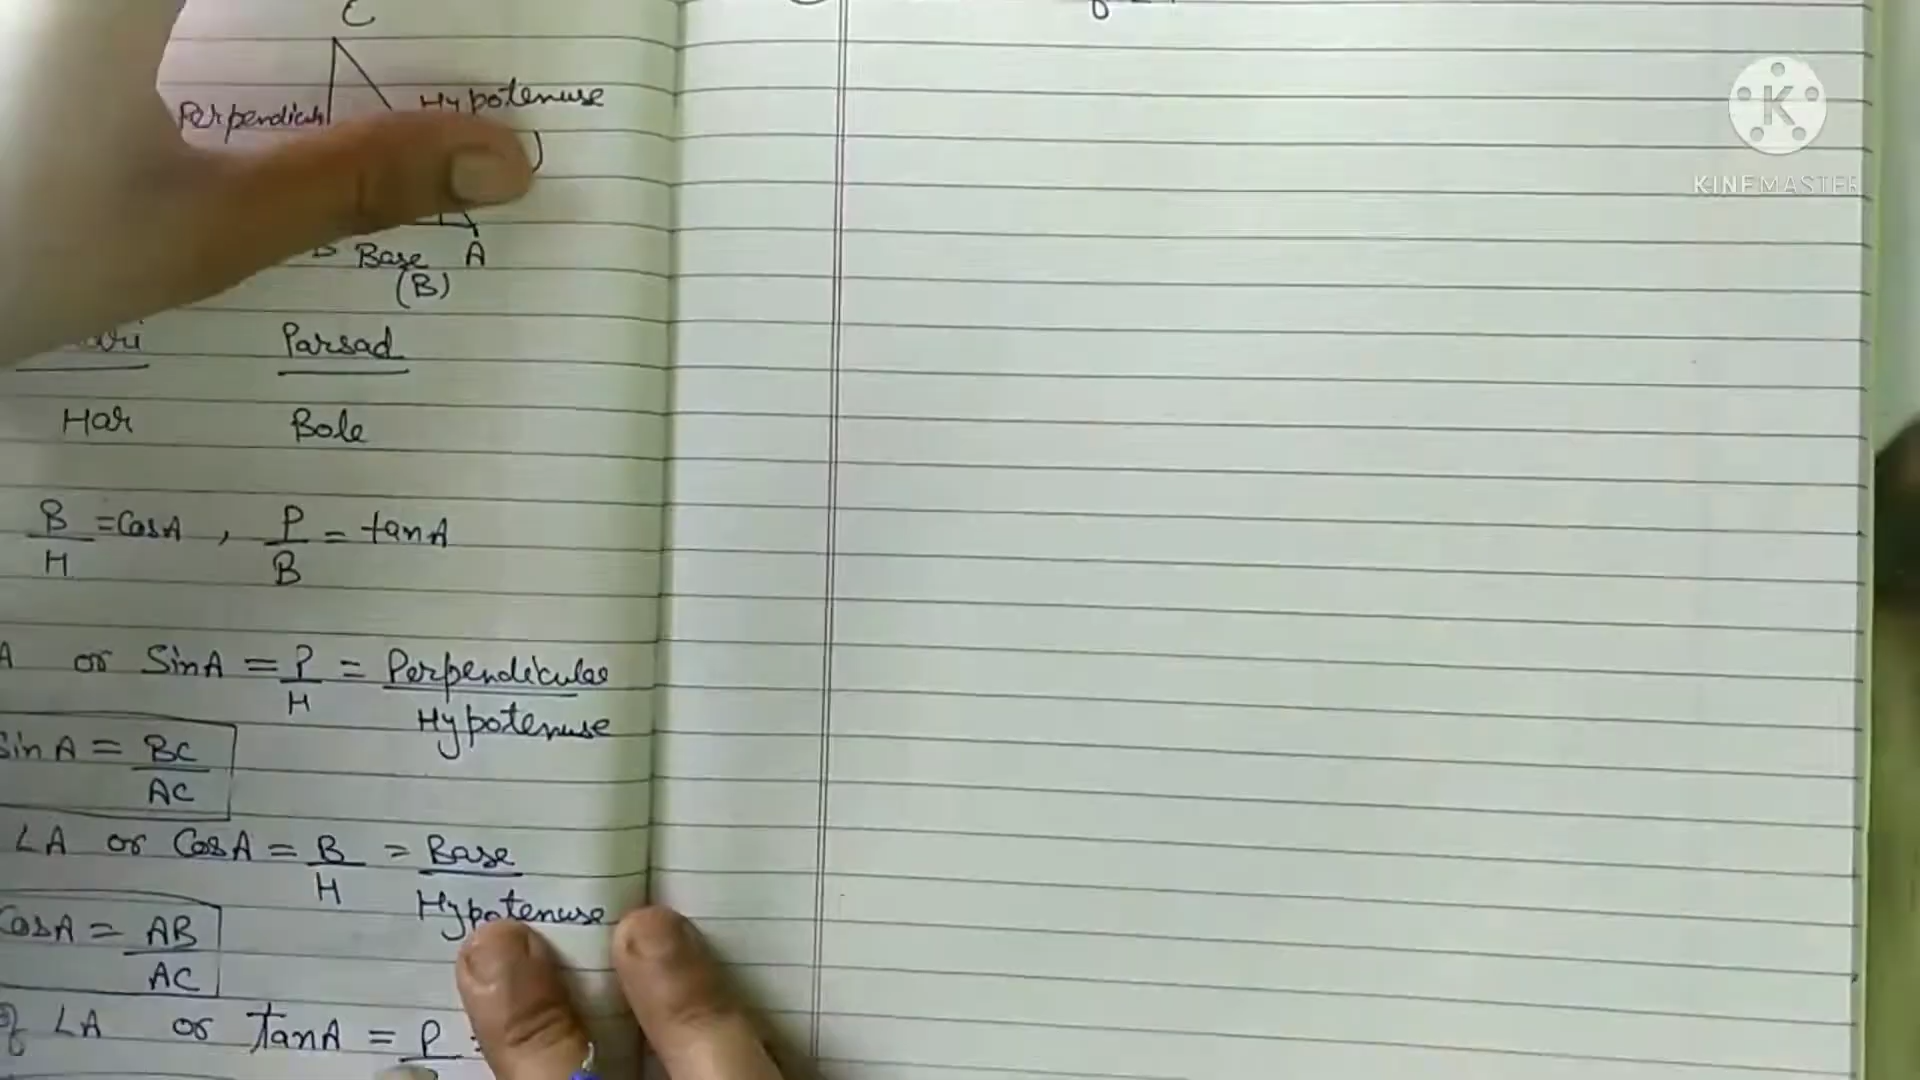 C
Hypotenuse
Perpendicul
)
Base A
(B)
Parsad
Har Bole
B/H = CosA , P/B = tanA
A or SinA = P/H = Perpendicular/Hypotenuse
SinA = BC/AC
∠A or CosA = B/H = Base/Hypotenuse
CosA = AB/AC
∠A or TanA = P
K
KINEMASTER